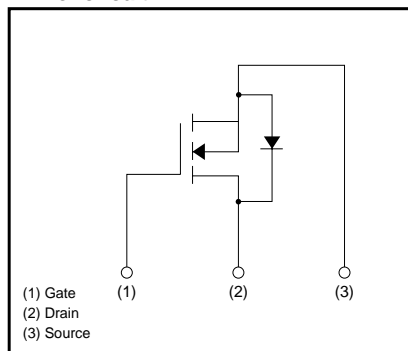 (1) Gate
(2) Drain
(3) Source
(1)
(2)
(3)